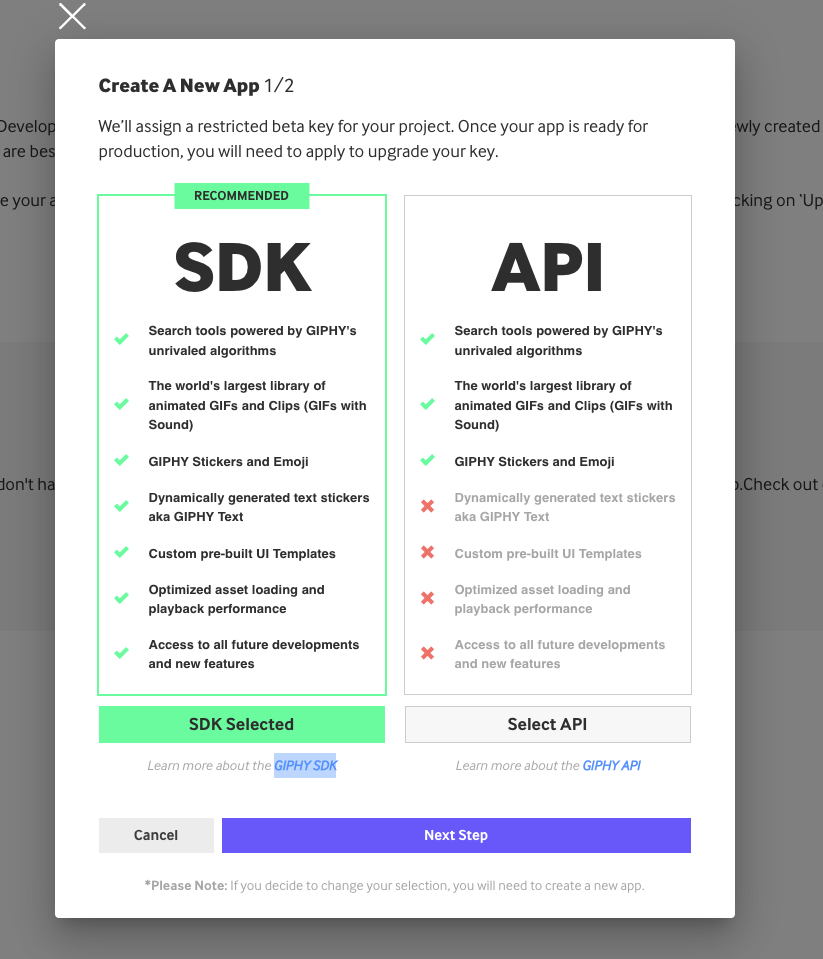 Create A New App 1/2
We'll assign a restricted beta key for your project. Once your app is ready for
production, you will need to apply to upgrade your key.
RECOMMENDED
SDK
Search tools powered by GIPHY's
unrivaled algorithms
The world's largest library of
animated GIFs and Clips (GIFs with
Sound)
GIPHY Stickers and Emoji
Dynamically generated text stickers
aka GIPHY Text
Custom pre-built UI Templates
Optimized asset loading and
playback performance
Access to all future developments
and new features
SDK Selected
Learn more about the GIPHY SDK
API
Search tools powered by GIPHY's
unrivaled algorithms
The world's largest library of
animated GIFs and Clips (GIFs with
Sound)
GIPHY Stickers and Emoji
Dynamically generated text stickers
aka GIPHY Text
Custom pre-built UI Templates
Optimized asset loading and
playback performance
Access to all future developments
and new features
Select API
Learn more about the GIPHY API
Cancel
Next Step
*Please Note: If you decide to change your selection, you will need to create a new app.
Develop
are bes
e your a
don't ha
ewly created
cking on 'Up
.Check out